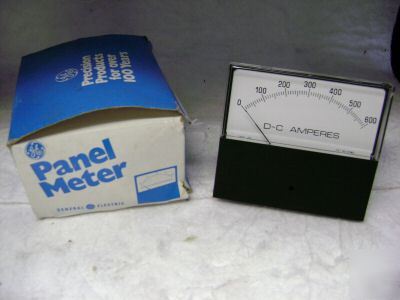 Precision
Products
for over
100 Years
Panel
Meter
GENERAL ELECTRIC
0 100 200 300 400 500 600
D-C AMPERES